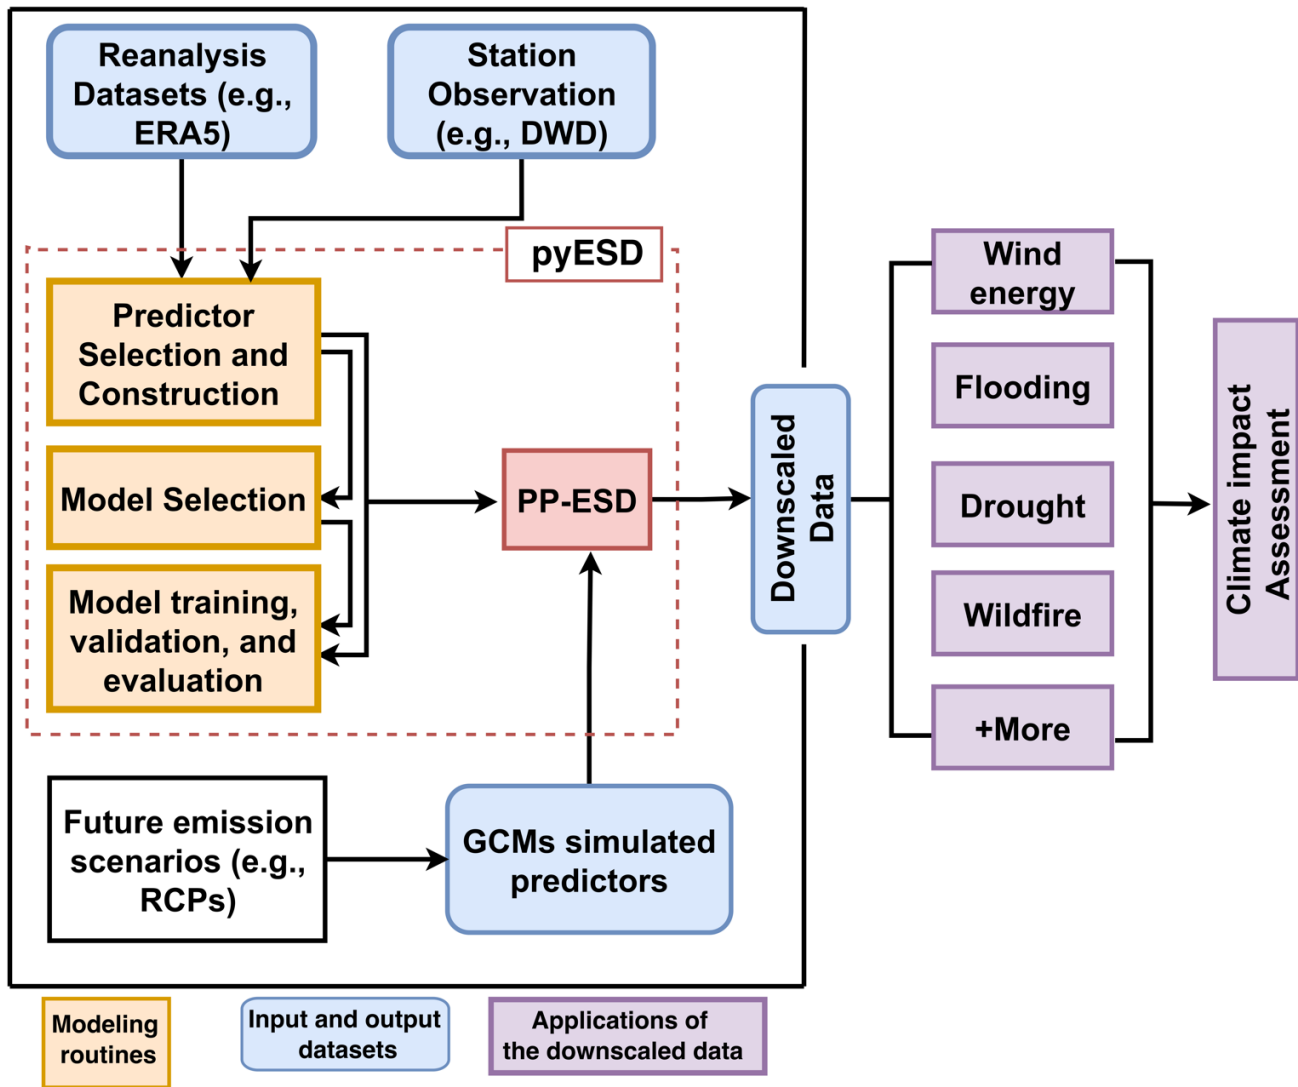 Reanalysis
Datasets (e.g.,
ERA5)
Station
Observation
(e.g., DWD)
pyESD
Predictor
Selection and
Construction
Model Selection
Model training,
validation, and
evaluation
PP-ESD
Future emission
scenarios (e.g.,
RCPs)
GCMs simulated
predictors
Downscaled
Data
Wind
energy
Flooding
Drought
Wildfire
+More
Climate impact
Assessment
Modeling
routines
Input and output
datasets
Applications of
the downscaled data